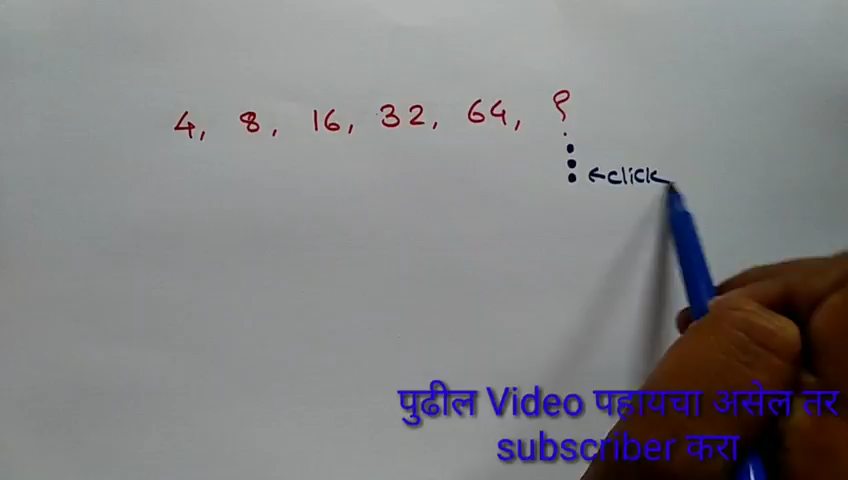 4, 8, 16, 32, 64, ?
←click
पुढील Video पहायचा असेल तर
subscriber करा